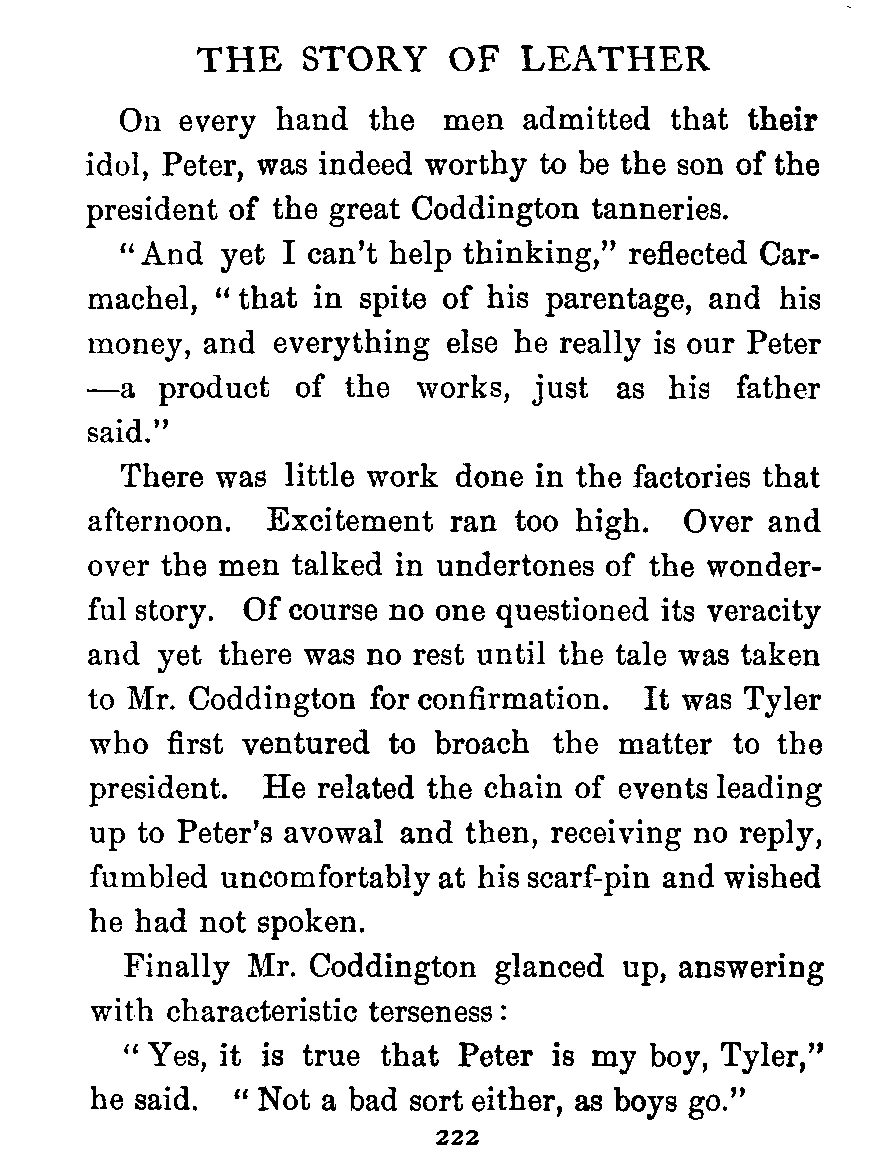 THE STORY OF LEATHER
On every hand the men admitted that their
idol, Peter, was indeed worthy to be the son of the
president of the great Coddington tanneries.
"And yet I can't help thinking," reflected Car-
machel, "that in spite of his parentage, and his
money, and everything else he really is our Peter
—a product of the works, just as his father
said."
There was little work done in the factories that
afternoon. Excitement ran too high. Over and
over the men talked in undertones of the wonder-
ful story. Of course no one questioned its veracity
and yet there was no rest until the tale was taken
to Mr. Coddington for confirmation. It was Tyler
who first ventured to broach the matter to the
president. He related the chain of events leading
up to Peter's avowal and then, receiving no reply,
fumbled uncomfortably at his scarf-pin and wished
he had not spoken.
Finally Mr. Coddington glanced up, answering
with characteristic terseness:
"Yes, it is true that Peter is my boy, Tyler,"
he said. "Not a bad sort either, as boys go."
222